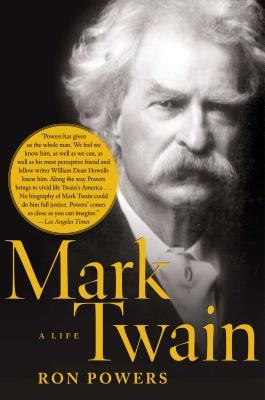 "Powers has given
us the whole man. We feel we
know him, as well as we can, as
well as his most perceptive friend and
fellow writer William Dean Howells
knew him. Along the way Powers
brings to vivid life Twain's America . . .
No biography of Mark Twain could
do him full justice. Powers' comes
as close as you can imagine."
—Los Angeles Times
Mark
A LIFE
Twain
RON POWERS